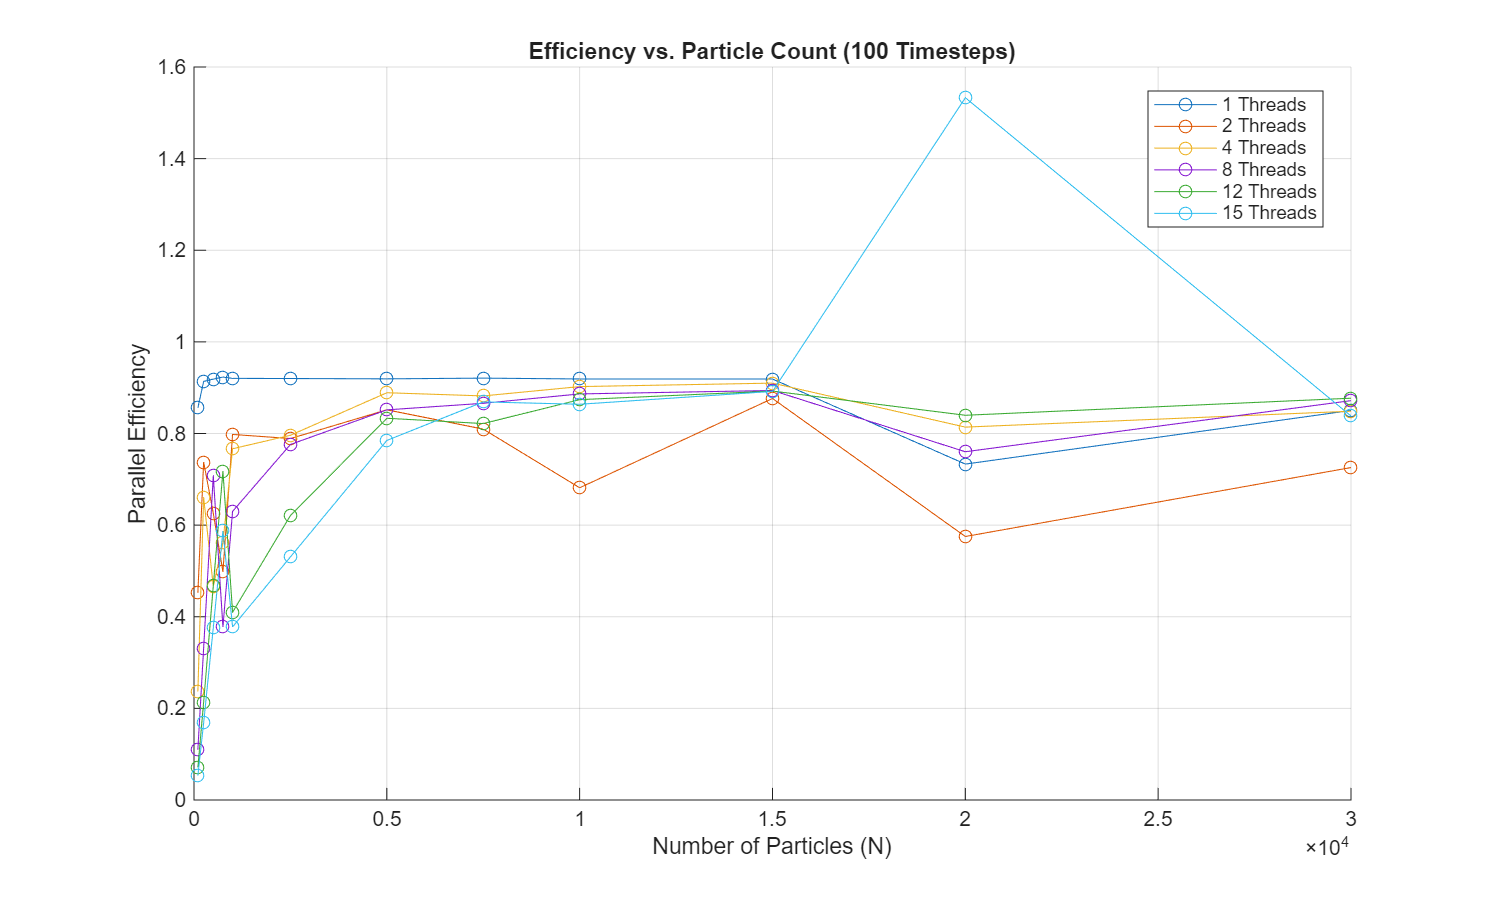 Efficiency vs. Particle Count (100 Timesteps)
1.6
1.4
1.2
1
0.8
0.6
0.4
0.2
0
Parallel Efficiency
1 Threads
2 Threads
4 Threads
8 Threads
12 Threads
15 Threads
0 0.5 1 1.5 2 2.5 3
Number of Particles (N)
×10⁴